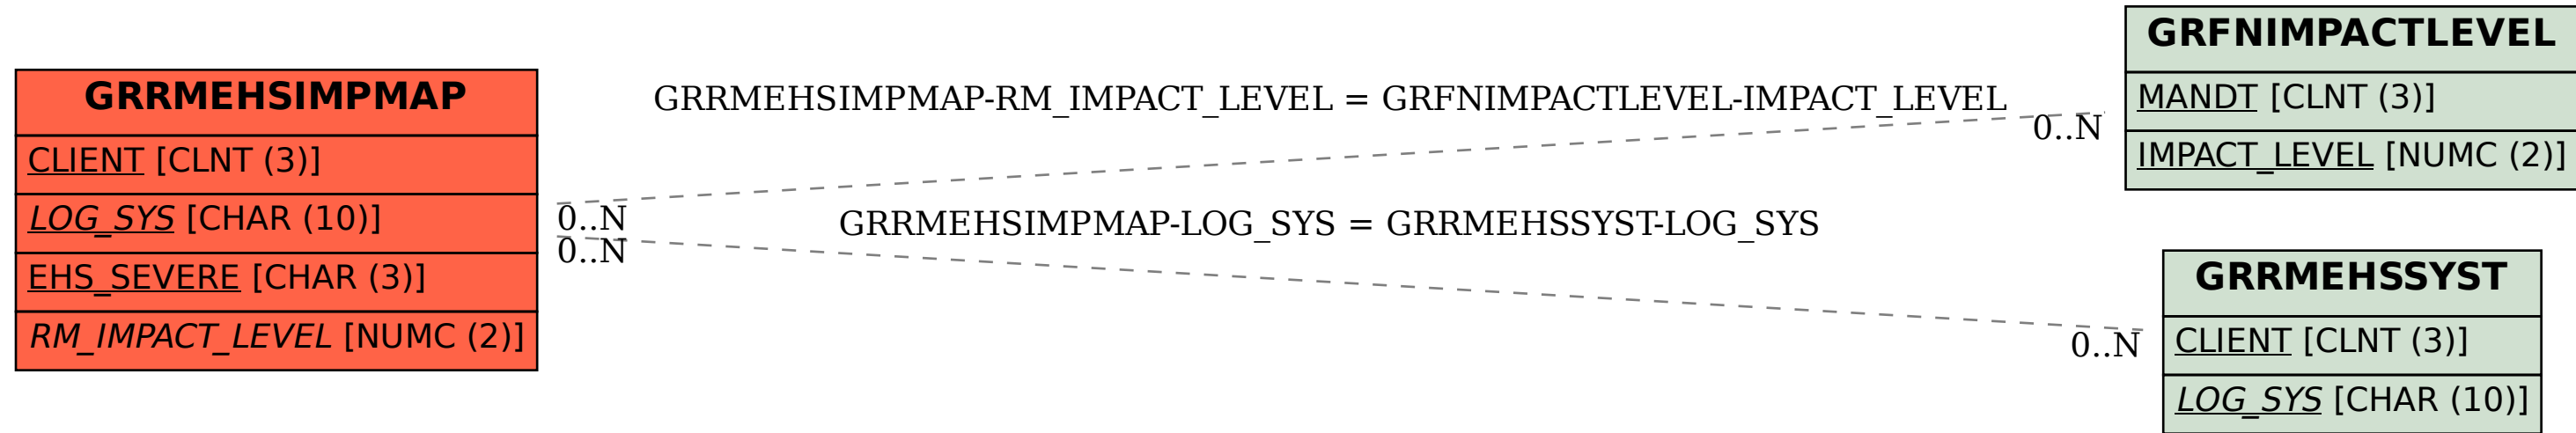 GRRMEHSIMPMAP
CLIENT [CLNT (3)]
LOG_SYS [CHAR (10)]
EHS_SEVERE [CHAR (3)]
RM_IMPACT_LEVEL [NUMC (2)]
GRRMEHSIMPMAP-RM_IMPACT_LEVEL = GRFNIMPACTLEVEL-IMPACT_LEVEL
0..N
0..N
GRRMEHSIMPMAP-LOG_SYS = GRRMEHSSYST-LOG_SYS
0..N
0..N
GRFNIMPACTLEVEL
MANDT [CLNT (3)]
IMPACT_LEVEL [NUMC (2)]
GRRMEHSSYST
CLIENT [CLNT (3)]
LOG_SYS [CHAR (10)]